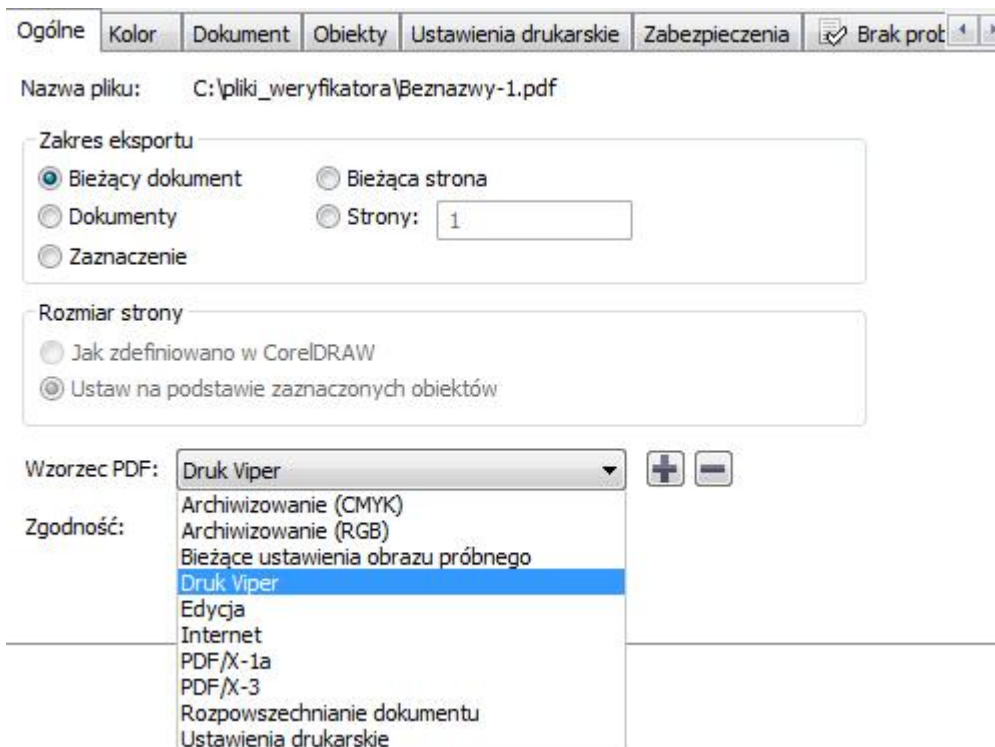 Ogólne Kolor Dokument Obiekty Ustawienia drukarskie Zabezpieczenia Brak prob
Nazwa pliku: C:\pliki_weryfikatora\Beznazwy-1.pdf
Zakres eksportu
Bieżący dokument Bieżąca strona
Dokumenty Strony: 1
Zaznaczenie
Rozmiar strony
Jak zdefiniowano w CorelDRAW
Ustaw na podstawie zaznaczonych obiektów
Wzorzec PDF: Druk Viper
Archiwizowanie (CMYK)
Zgodność: Archiwizowanie (RGB)
Bieżące ustawienia obrazu próbnego
Druk Viper
Edycja
Internet
PDF/X-1a
PDF/X-3
Rozpowszechnianie dokumentu
Ustawienia drukarskie